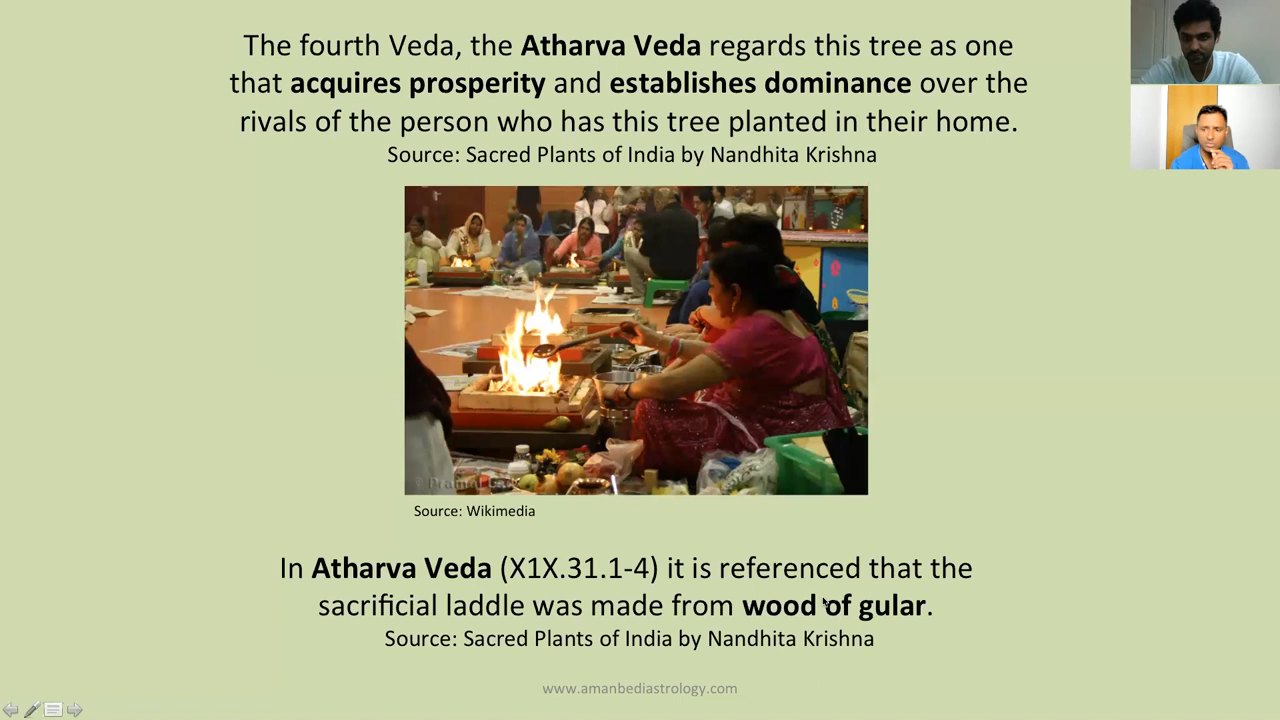 The fourth Veda, the Atharva Veda regards this tree as one
that acquires prosperity and establishes dominance over the
rivals of the person who has this tree planted in their home.
Source: Sacred Plants of India by Nandhita Krishna
Source: Wikimedia
In Atharva Veda (X1X.31.1-4) it is referenced that the
sacrificial laddle was made from wood of gular.
Source: Sacred Plants of India by Nandhita Krishna
www.amanbediastrology.com